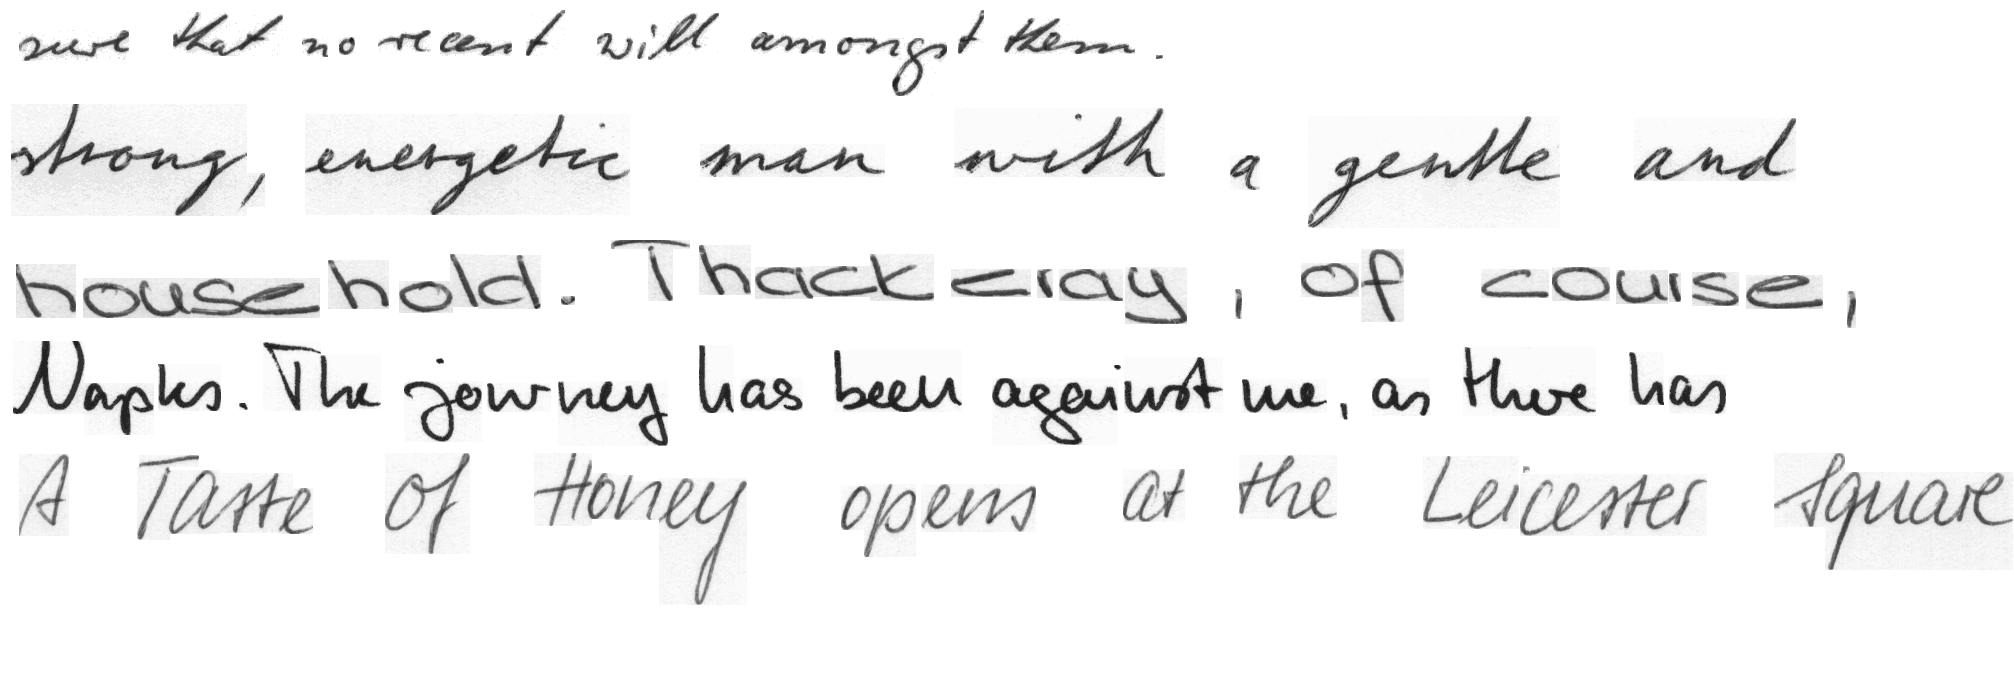 sure that no recent will amongst them.
strong, energetic man with a gentle and
household. Thackeray, of course,
Naples. The journey has been against me, as there has
A Taste of Honey opens at the Leicester Square